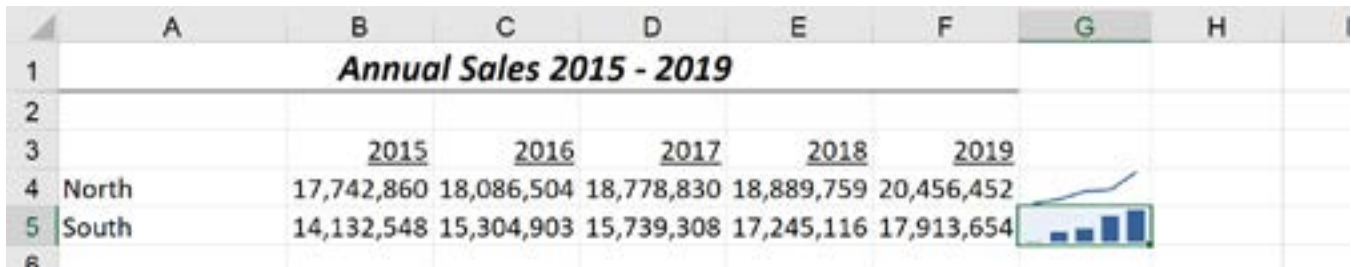 A B C D E F G H
1 Annual Sales 2015 - 2019
2
3 2015 2016 2017 2018 2019
4 North 17,742,860 18,086,504 18,778,830 18,889,759 20,456,452
5 South 14,132,548 15,304,903 15,739,308 17,245,116 17,913,654
6